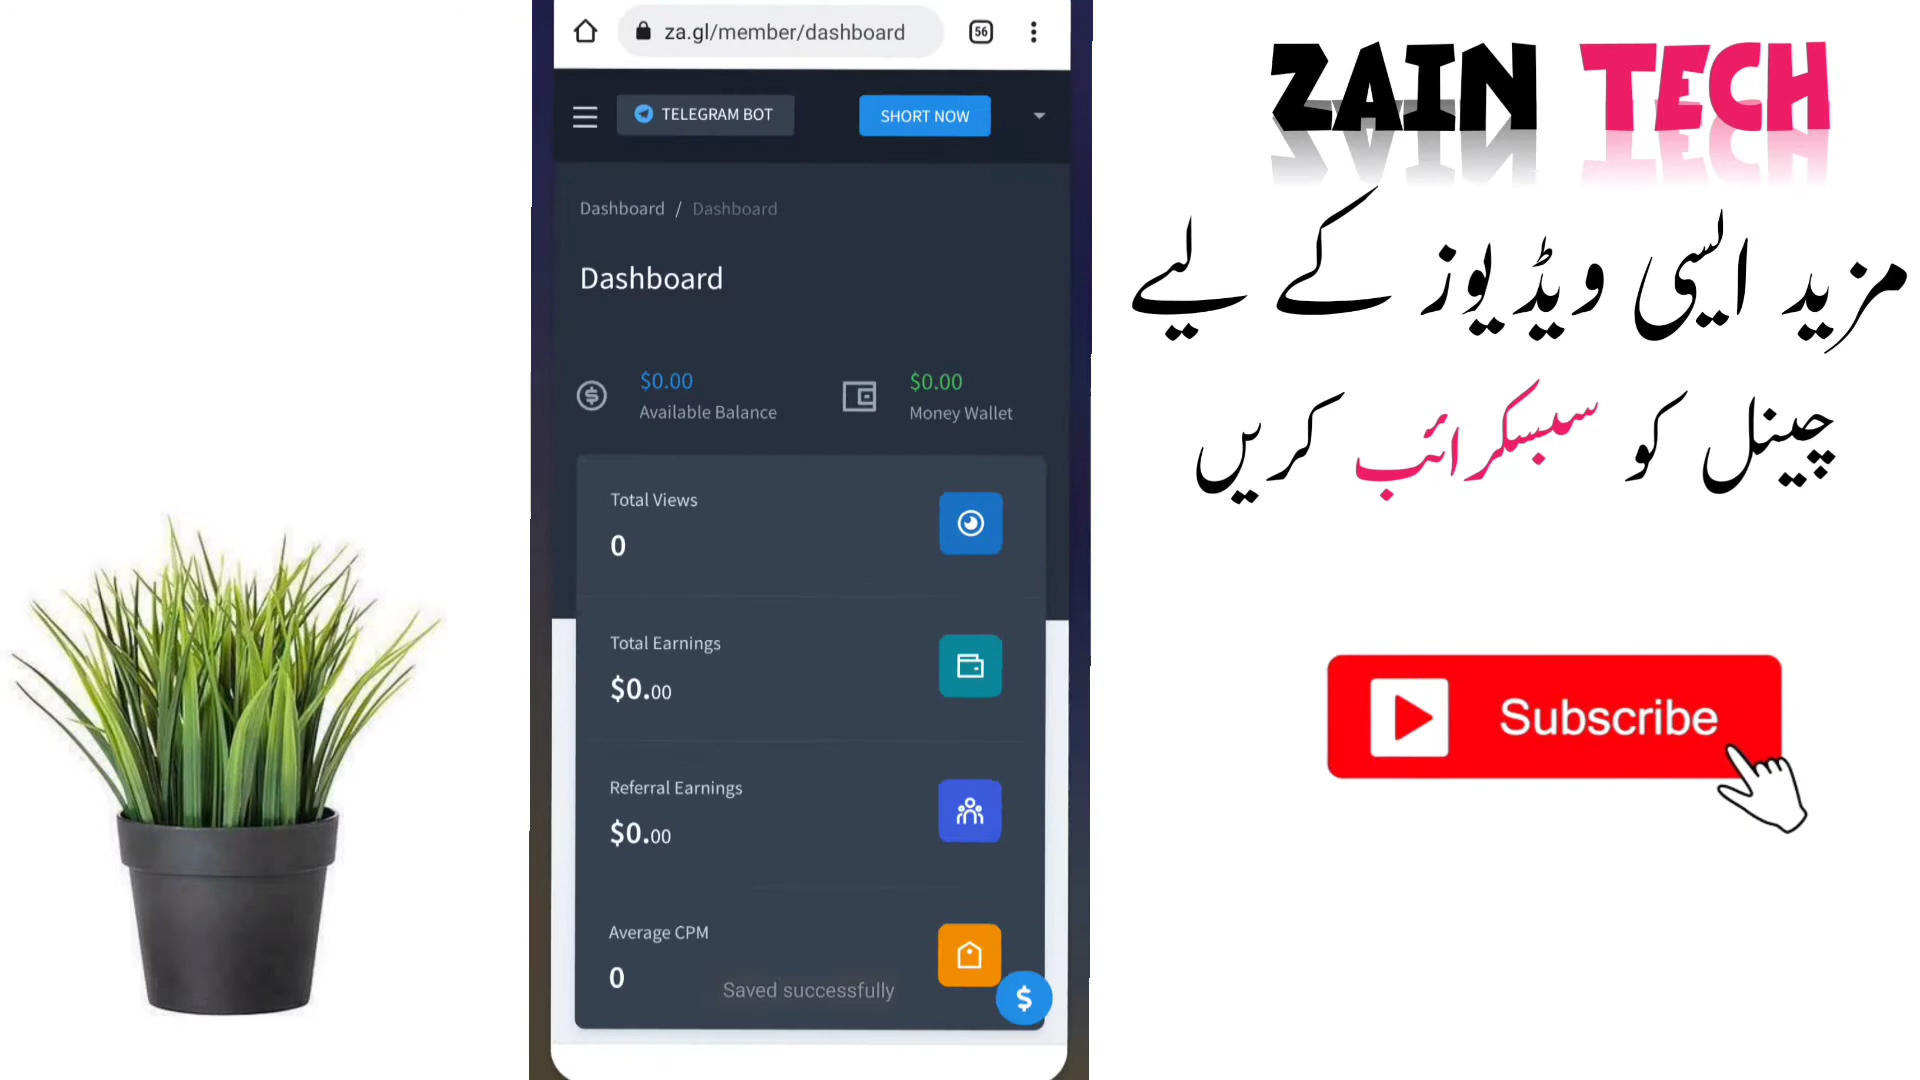 za.gl/member/dashboard
56
TELEGRAM BOT
SHORT NOW
Dashboard / Dashboard
Dashboard
$0.00
Available Balance
$0.00
Money Wallet
Total Views
0
Total Earnings
$0.00
Referral Earnings
$0.00
Average CPM
0
Saved successfully
$
ZAIN TECH
مزید ایسی ویڈیوز کے لیے
چینل کو سبسکرائب کریں
Subscribe